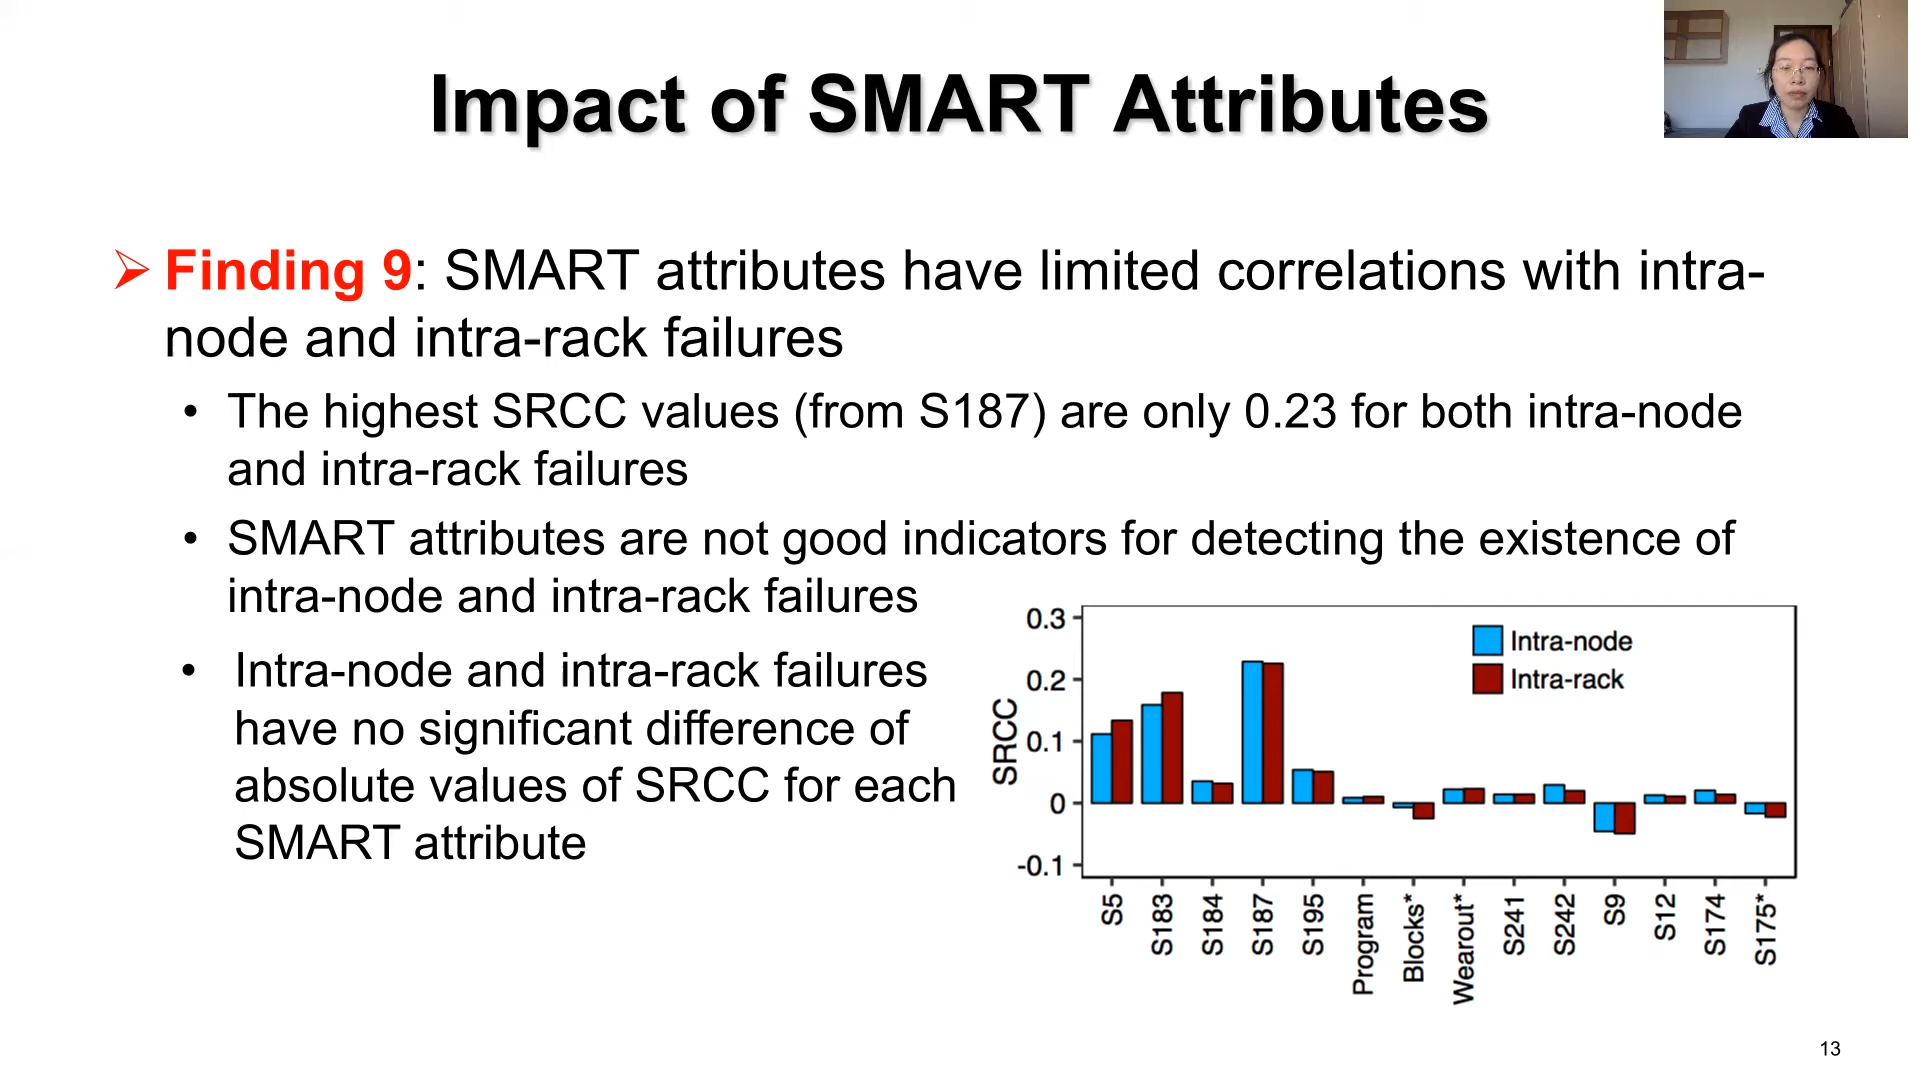 Impact of SMART Attributes
➢ Finding 9: SMART attributes have limited correlations with intra-
node and intra-rack failures
• The highest SRCC values (from S187) are only 0.23 for both intra-node
and intra-rack failures
• SMART attributes are not good indicators for detecting the existence of
intra-node and intra-rack failures
• Intra-node and intra-rack failures
have no significant difference of
absolute values of SRCC for each
SMART attribute
0.3
0.2
0.1
0
-0.1
SRCC
Intra-node
Intra-rack
S5
S183
S184
S187
S195
Program
Blocks*
Wearout*
S241
S242
S9
S12
S174
S175*
13